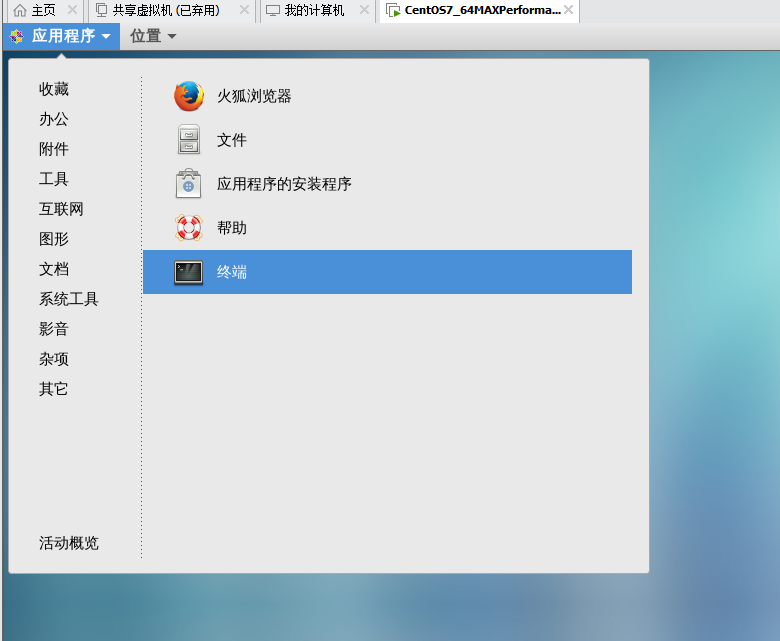 主页 共享虚拟机 (已弃用) 我的计算机 CentOS7_64MAXPerforma...
应用程序 位置
收藏
办公
附件
工具
互联网
图形
文档
系统工具
影音
杂项
其它
活动概览
火狐浏览器
文件
应用程序的安装程序
帮助
终端